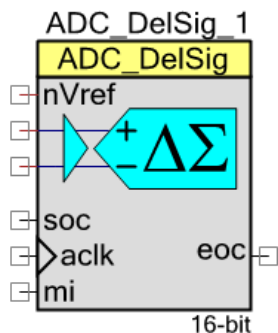 ADC_DelSig_1
ADC_DelSig
nVref
+
−
ΔΣ
soc
aclk
eoc
mi
16-bit